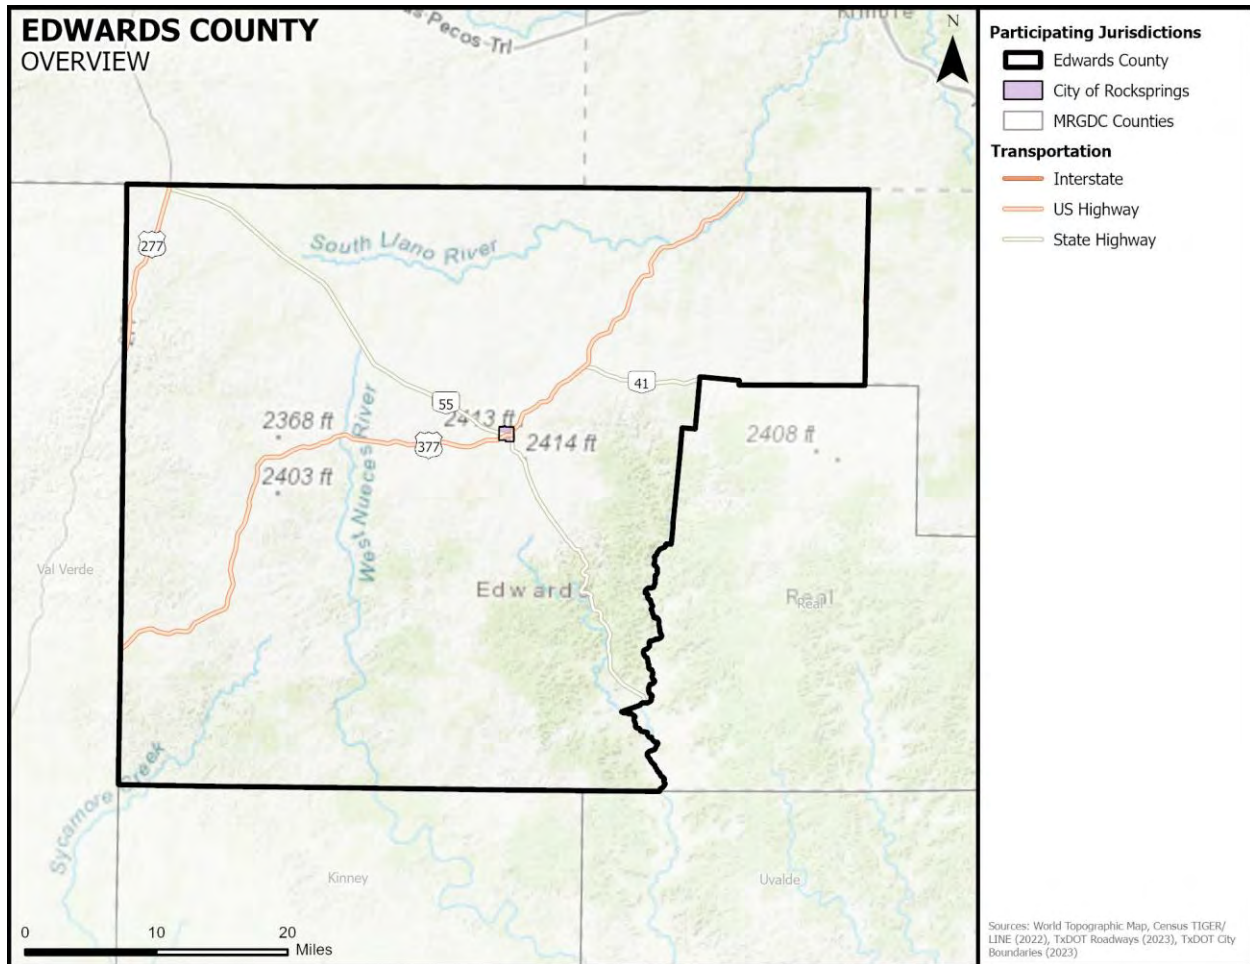 EDWARDS COUNTY
OVERVIEW
Pecos Trl
Kimble
N
277
South Llano River
41
55
2413 ft
2368 ft
377
2414 ft
2408 ft
2403 ft
West Nueces River
Val Verde
Edwards
Real
Real
Sycamore Creek
Kinney
Uvalde
0 10 20
Miles
Participating Jurisdictions
Edwards County
City of Rocksprings
MRGDC Counties
Transportation
Interstate
US Highway
State Highway
Sources: World Topographic Map, Census TIGER/
LINE (2022), TxDOT Roadways (2023), TxDOT City
Boundaries (2023)